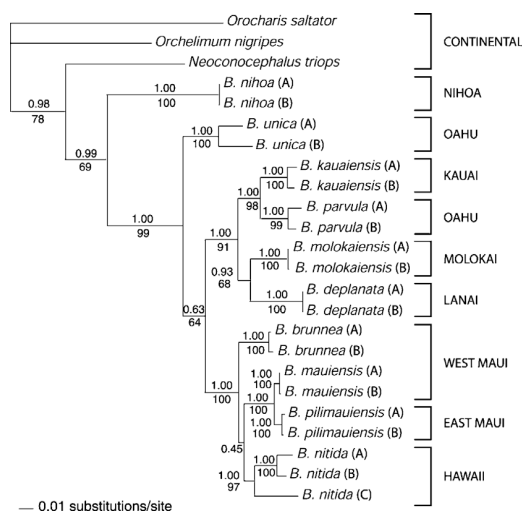 Orocharis saltator
Orchelimum nigripes
CONTINENTAL
Neoconocephalus triops
0.98
78
1.00
100
B. nihoa (A)
B. nihoa (B)
NIHOA
0.99
69
1.00
100
B. unica (A)
B. unica (B)
OAHU
1.00
99
1.00
100
B. kauaiensis (A)
B. kauaiensis (B)
KAUAI
1.00
98
1.00
99
B. parvula (A)
B. parvula (B)
OAHU
1.00
91
1.00
100
B. molokaiensis (A)
B. molokaiensis (B)
MOLOKAI
0.93
68
1.00
100
B. deplanata (A)
B. deplanata (B)
LANAI
0.63
64
1.00
100
B. brunnea (A)
B. brunnea (B)
WEST MAUI
1.00
100
1.00
100
B. mauiensis (A)
B. mauiensis (B)
1.00
100
1.00
100
B. pilimauiensis (A)
B. pilimauiensis (B)
EAST MAUI
0.45
1.00
97
1.00
100
B. nitida (A)
B. nitida (B)
B. nitida (C)
HAWAII
0.01 substitutions/site